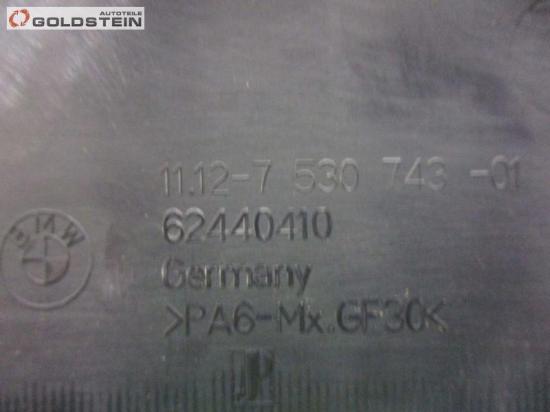 AUTOTEILE
GOLDSTEIN
11.12-7 530 743 -01
BMW
62440410
Germany
>PA6-Mx.GF30<